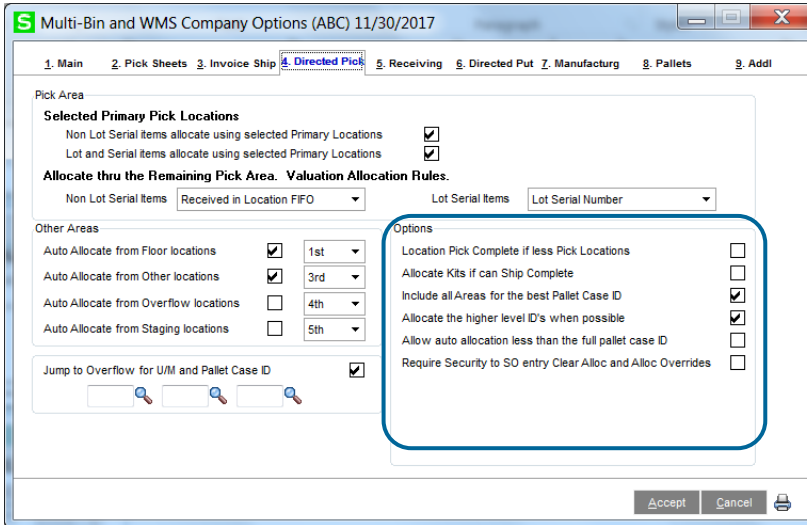 S Multi-Bin and WMS Company Options (ABC) 11/30/2017
1. Main 2. Pick Sheets 3. Invoice Ship 4. Directed Pick 5. Receiving 6. Directed Put 7. Manufacturg 8. Pallets 9. Addl
Pick Area
Selected Primary Pick Locations
Non Lot Serial items allocate using selected Primary Locations
Lot and Serial items allocate using selected Primary Locations
Allocate thru the Remaining Pick Area. Valuation Allocation Rules.
Non Lot Serial Items Received in Location FIFO Lot Serial Items Lot Serial Number
Other Areas
Auto Allocate from Floor locations 1st
Auto Allocate from Other locations 3rd
Auto Allocate from Overflow locations 4th
Auto Allocate from Staging locations 5th
Jump to Overflow for U/M and Pallet Case ID
Options
Location Pick Complete if less Pick Locations
Allocate Kits if can Ship Complete
Include all Areas for the best Pallet Case ID
Allocate the higher level ID's when possible
Allow auto allocation less than the full pallet case ID
Require Security to SO entry Clear Alloc and Alloc Overrides
Accept Cancel